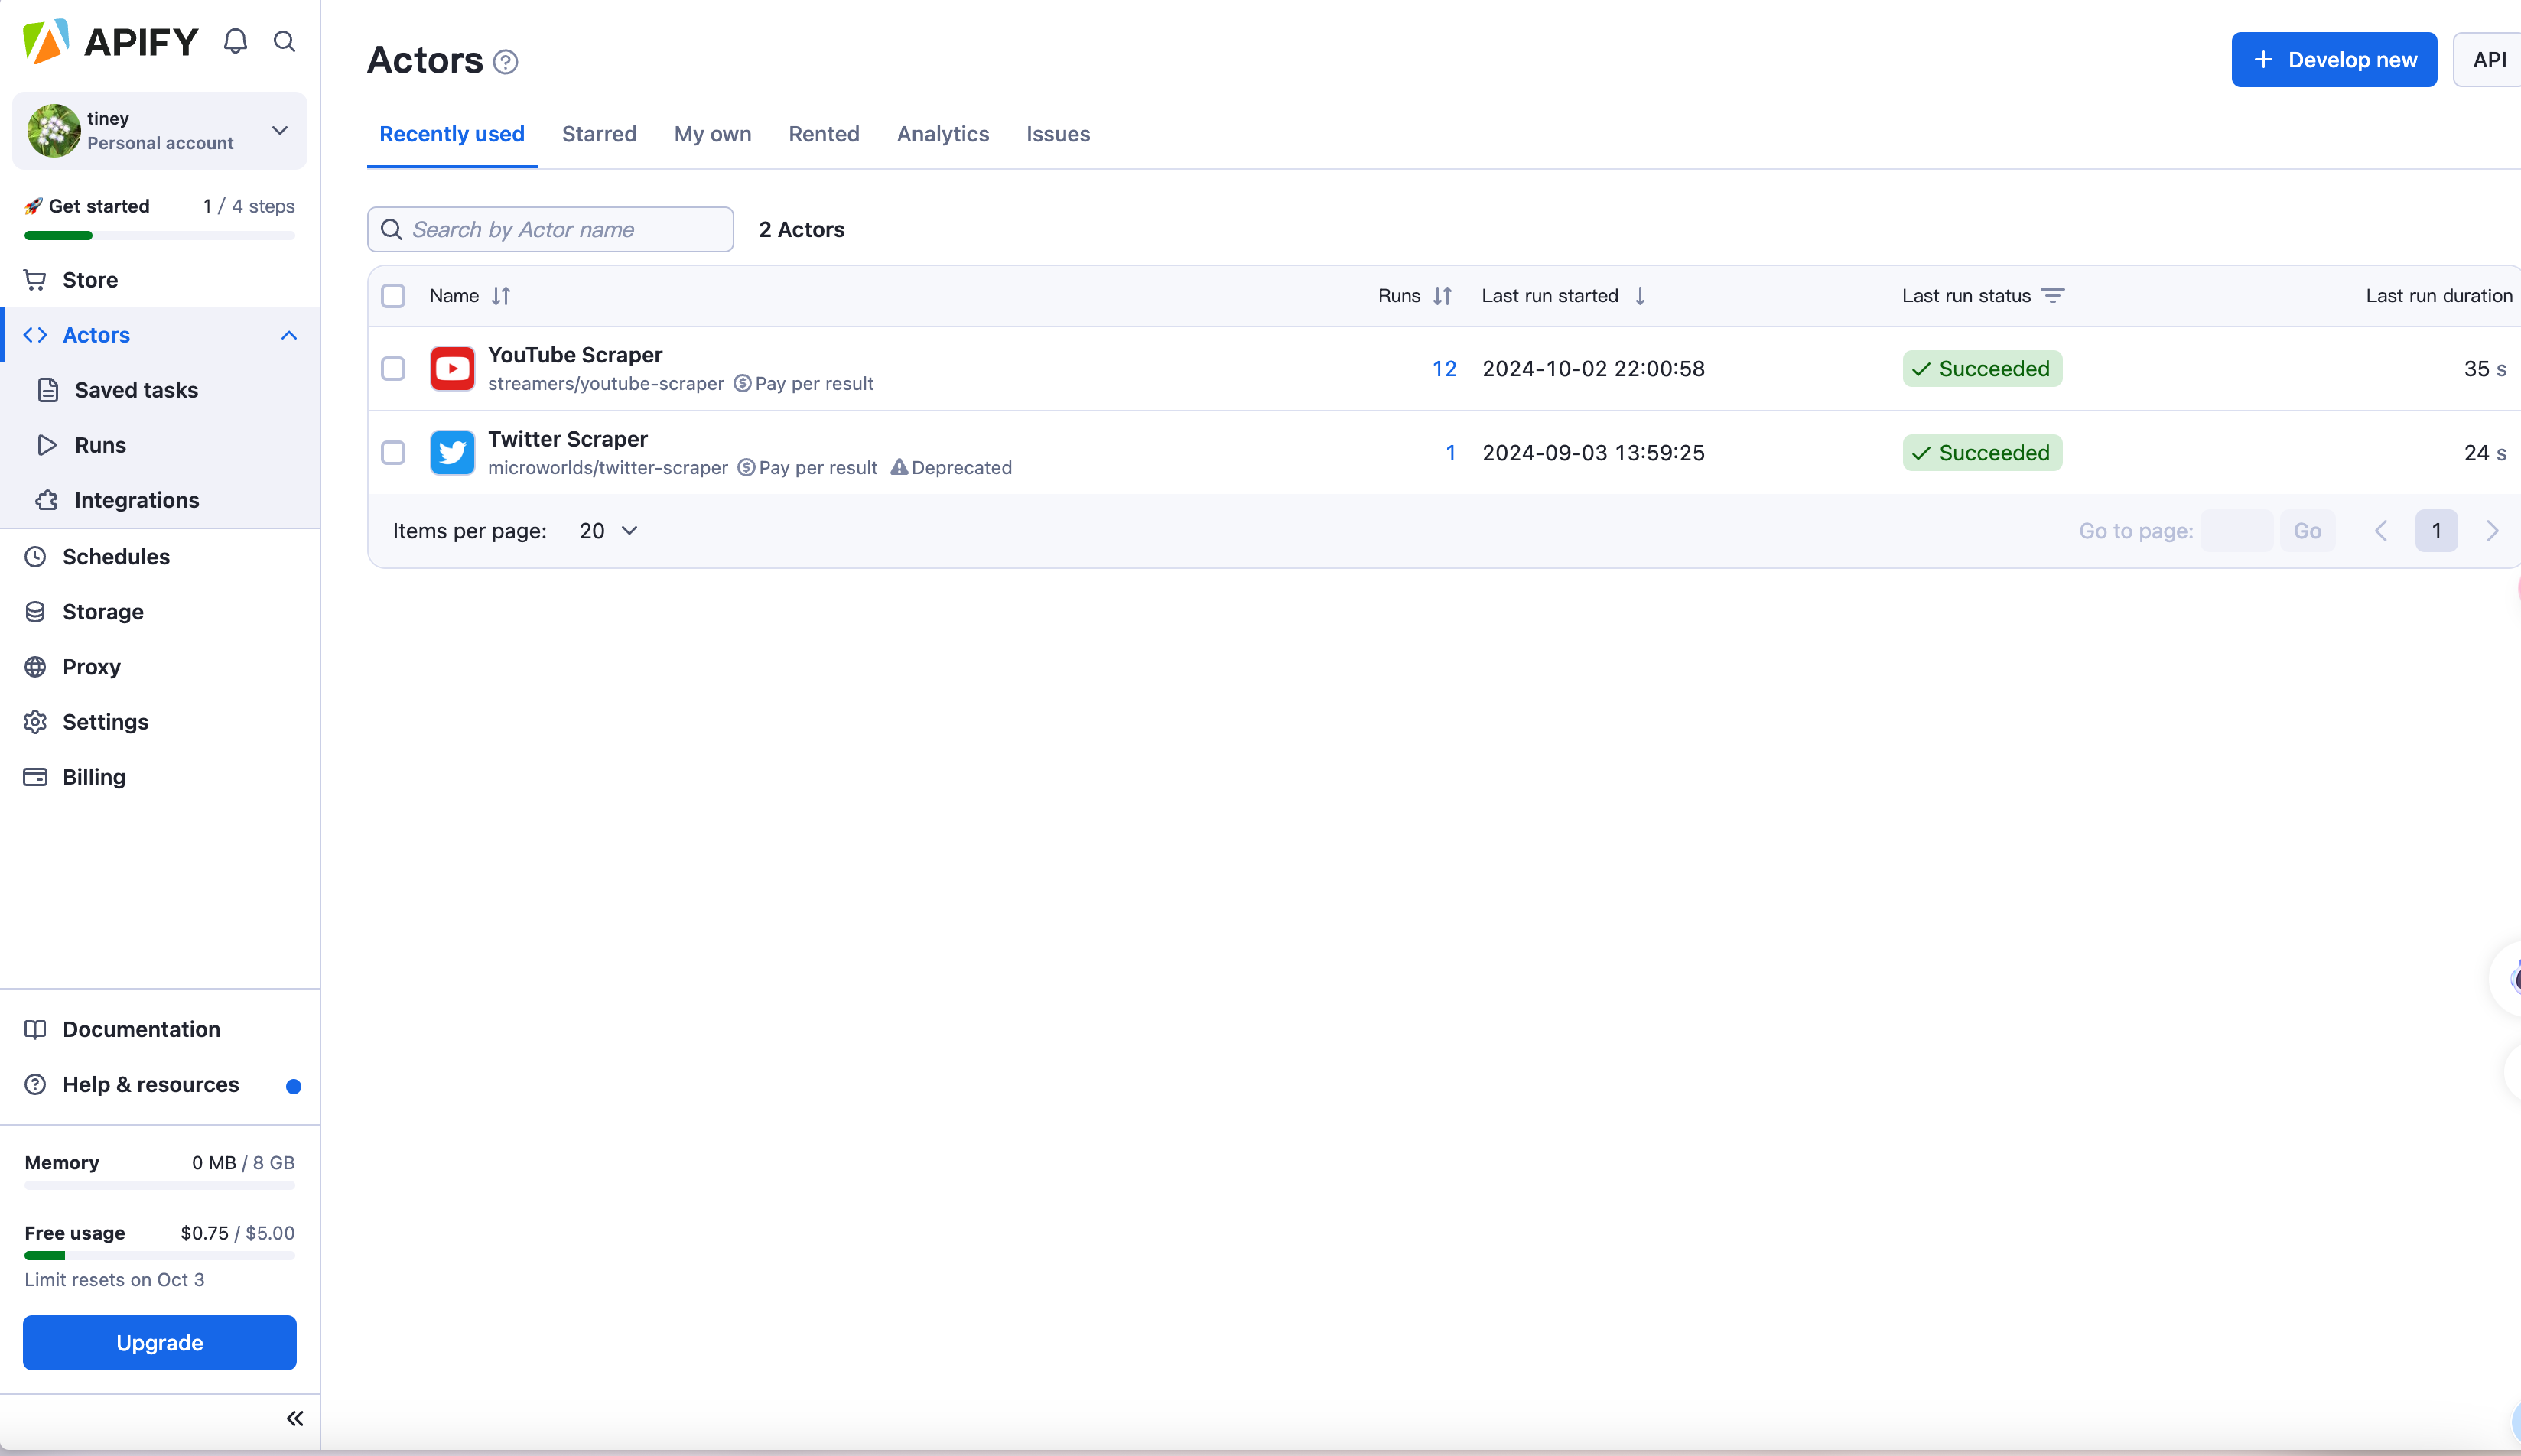 APIFY
tiney
Personal account
Get started 1 / 4 steps
Store
Actors
Saved tasks
Runs
Integrations
Schedules
Storage
Proxy
Settings
Billing
Documentation
Help & resources
Memory 0 MB / 8 GB
Free usage $0.75 / $5.00
Limit resets on Oct 3
Upgrade
Actors
Develop new API
Recently used Starred My own Rented Analytics Issues
Search by Actor name 2 Actors
Name Runs Last run started Last run status Last run duration
YouTube Scraper
streamers/youtube-scraper Pay per result
12 2024-10-02 22:00:58 Succeeded 35 s
Twitter Scraper
microworlds/twitter-scraper Pay per result Deprecated
1 2024-09-03 13:59:25 Succeeded 24 s
Items per page: 20 Go to page: Go 1